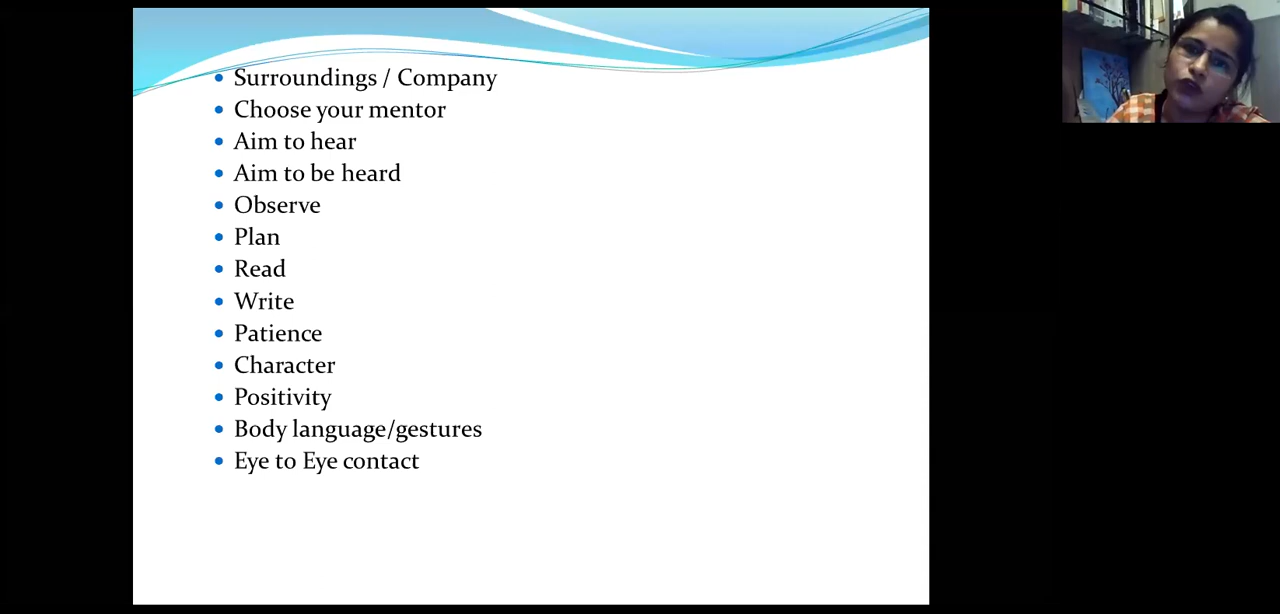 Surroundings / Company
Choose your mentor
Aim to hear
Aim to be heard
Observe
Plan
Read
Write
Patience
Character
Positivity
Body language/gestures
Eye to Eye contact